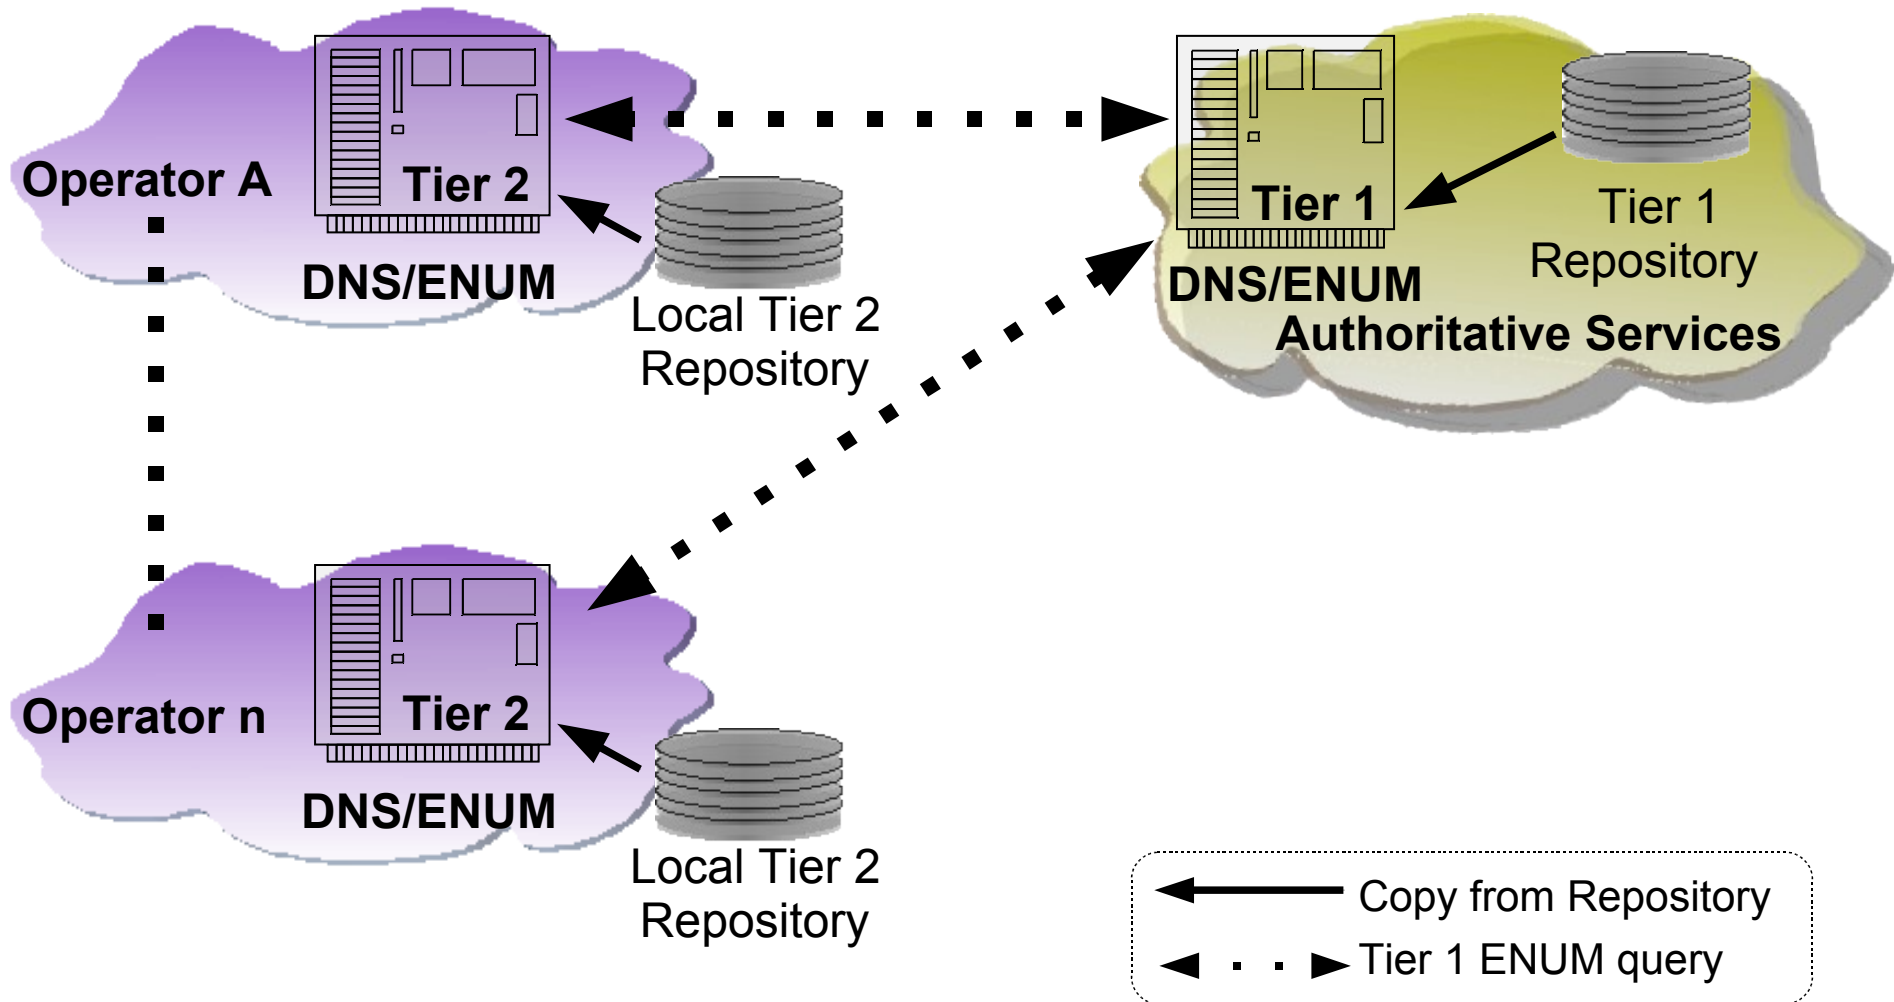 Operator A
Tier 2
DNS/ENUM
Local Tier 2
Repository
Tier 1
DNS/ENUM
Tier 1
Repository
Authoritative Services
Operator n
Tier 2
DNS/ENUM
Local Tier 2
Repository
Copy from Repository
Tier 1 ENUM query